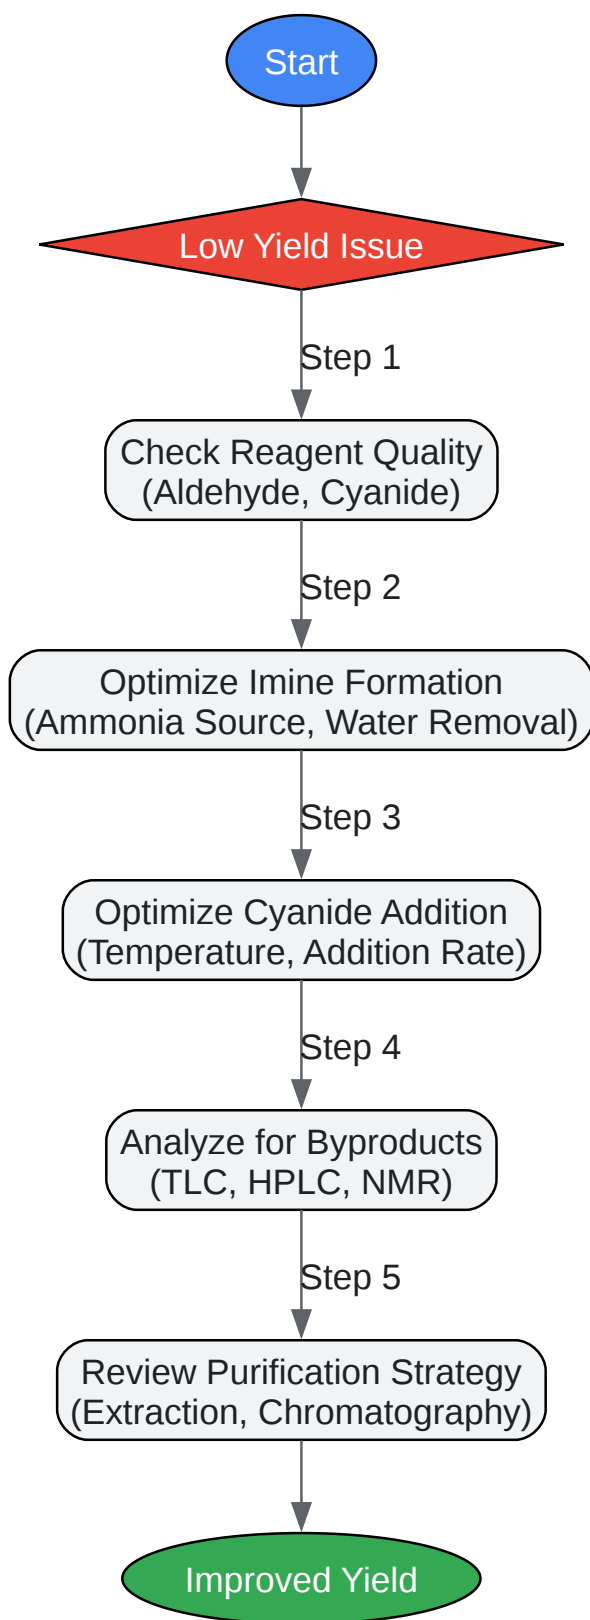 Start
Low Yield Issue
Step 1
Check Reagent Quality
(Aldehyde, Cyanide)
Step 2
Optimize Imine Formation
(Ammonia Source, Water Removal)
Step 3
Optimize Cyanide Addition
(Temperature, Addition Rate)
Step 4
Analyze for Byproducts
(TLC, HPLC, NMR)
Step 5
Review Purification Strategy
(Extraction, Chromatography)
Improved Yield